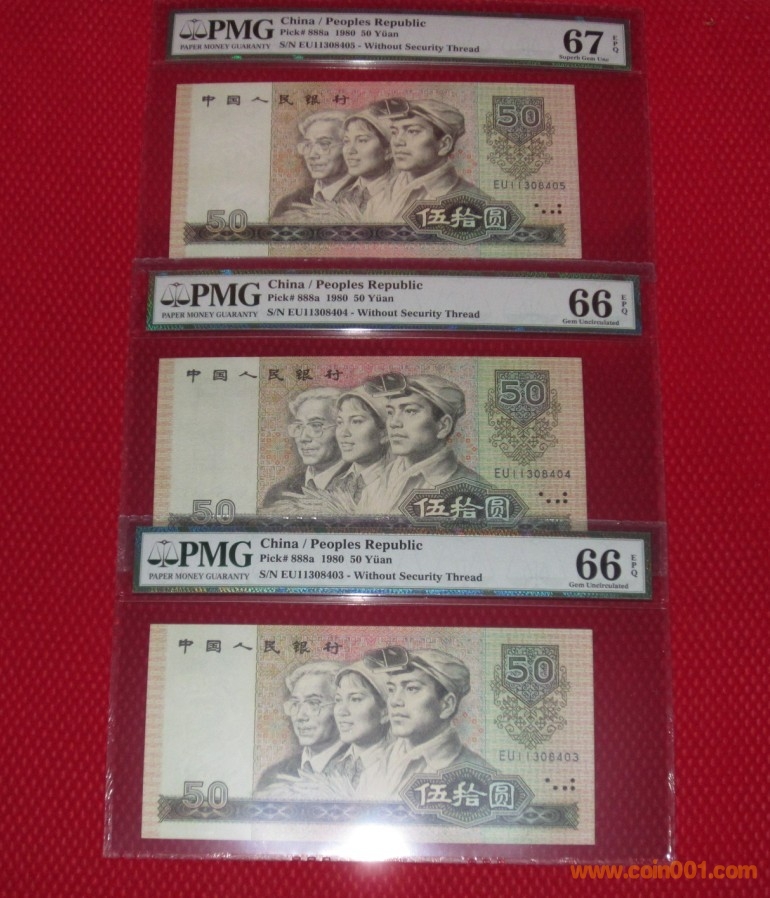 PMG
PAPER MONEY GUARANTY
China / Peoples Republic
Pick# 888a 1980 50 Yüan
S/N EU11308405 - Without Security Thread
67 EPQ
Superb Gem Unc
中国人民银行
50
EU11308405
50
伍拾圆
PMG
PAPER MONEY GUARANTY
China / Peoples Republic
Pick# 888a 1980 50 Yüan
S/N EU11308404 - Without Security Thread
66 EPQ
Gem Uncirculated
中国人民银行
50
EU11308404
50
伍拾圆
PMG
PAPER MONEY GUARANTY
China / Peoples Republic
Pick# 888a 1980 50 Yüan
S/N EU11308403 - Without Security Thread
66 EPQ
Gem Uncirculated
中国人民银行
50
EU11308403
50
伍拾圆
www.coin001.com